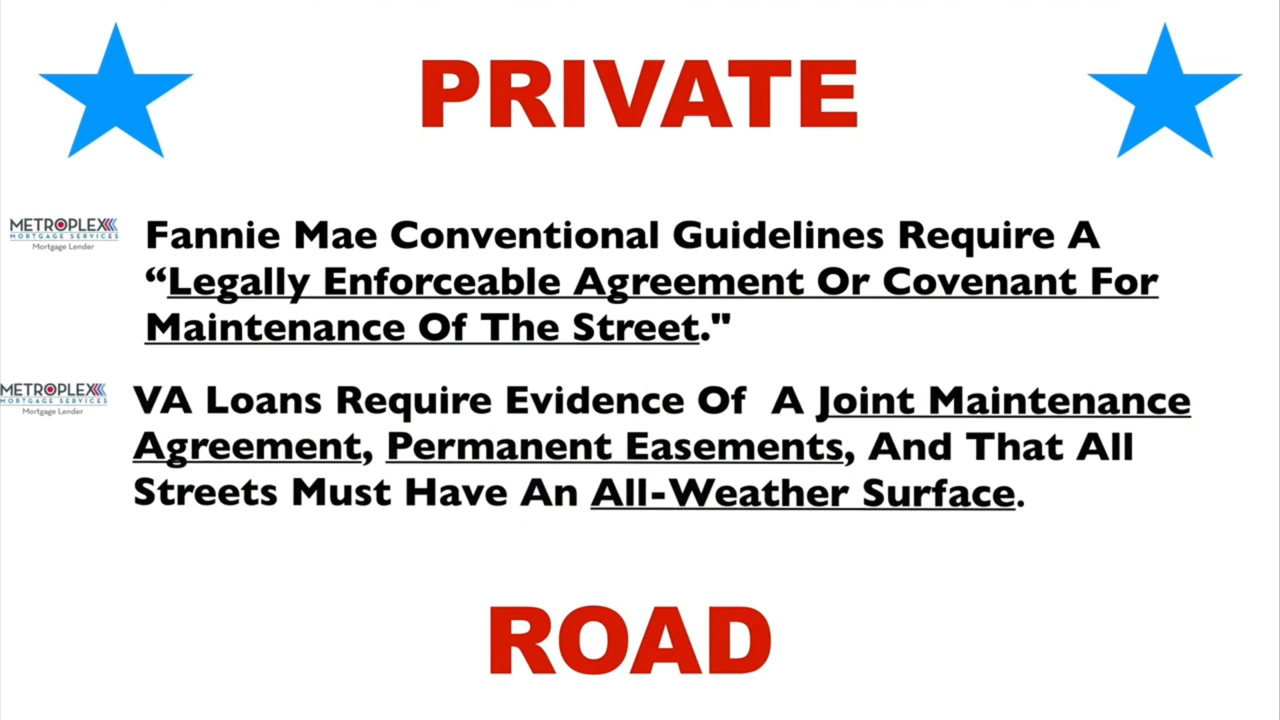 PRIVATE
METROPLEX
MORTGAGE SERVICES
Mortgage Lender
Fannie Mae Conventional Guidelines Require A
“Legally Enforceable Agreement Or Covenant For
Maintenance Of The Street."
METROPLEX
MORTGAGE SERVICES
Mortgage Lender
VA Loans Require Evidence Of A Joint Maintenance
Agreement, Permanent Easements, And That All
Streets Must Have An All-Weather Surface.
ROAD